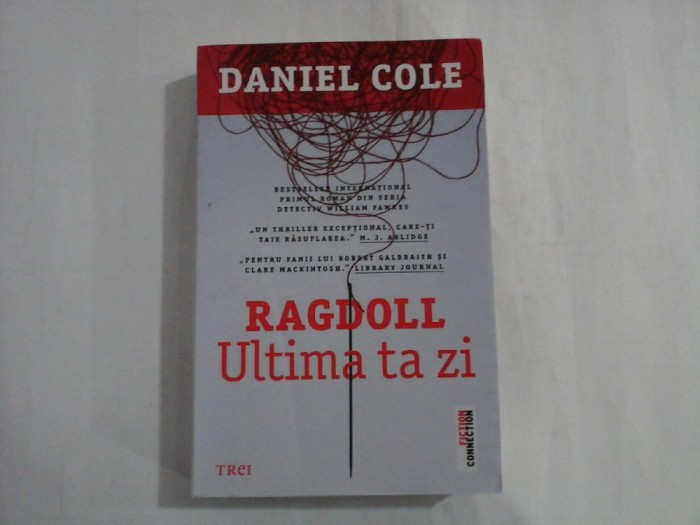 DANIEL COLE
BESTSELLER INTERNAȚIONAL
PRIMUL ROMAN DIN SERIA
DETECTIV WILLIAM FAWKES
„UN THRILLER EXCEPȚIONAL, CARE-ȚI
TAIE RĂSUFLAREA.” M. J. ARLIDGE
„PENTRU FANII LUI ROBERT GALBRAITH ȘI
CLARE MACKINTOSH.” LIBRARY JOURNAL
RAGDOLL
Ultima ta zi
FICTION
CONNECTION
TREI